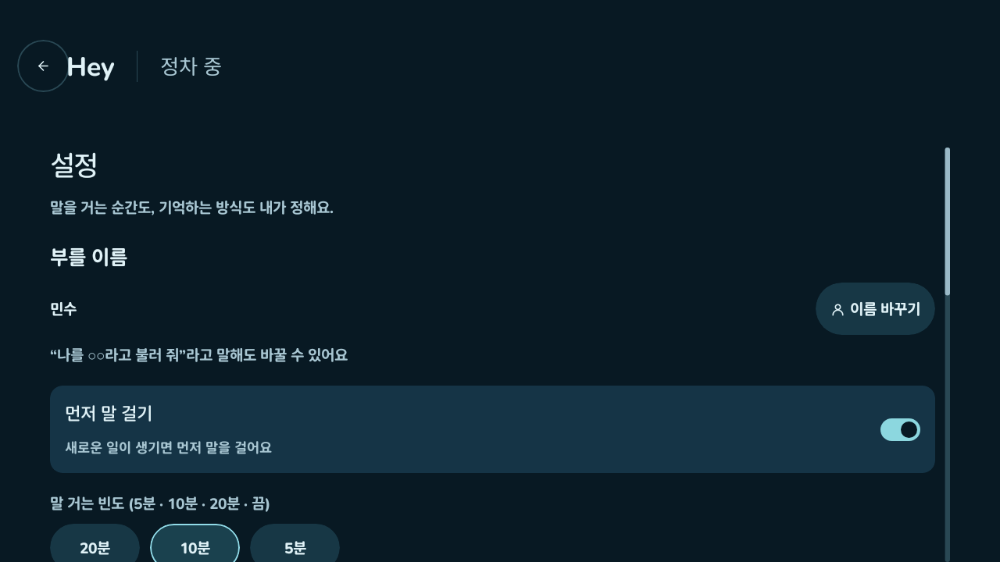 Hey
정차 중
설정
말을 거는 순간도, 기억하는 방식도 내가 정해요.
부를 이름
민수
이름 바꾸기
“나를 ○○라고 불러 줘”라고 말해도 바꿀 수 있어요
먼저 말 걸기
새로운 일이 생기면 먼저 말을 걸어요
말 거는 빈도 (5분 · 10분 · 20분 · 끔)
20분
10분
5분